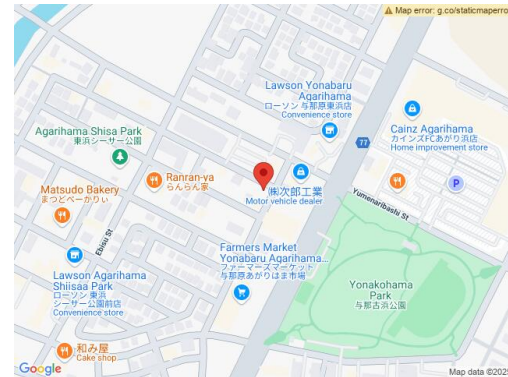 ⚠ Map error: g.co/staticmaperro
Lawson Yonabaru
Agarihama
ローソン 与那原東浜店
Convenience store
77
Cainz Agarihama
カインズFCあがり浜店
Home improvement store
Agarihama Shisa Park
東浜シーサー公園
Ranran-ya
らんらん家
㈱次郎工業
Motor vehicle dealer
P
Matsudo Bakery
まつどべーかりぃ
Yumenaribashi St
Ebisu St
Farmers Market
Yonabaru Agarihama...
ファーマーズマーケット
与那原あがりはま市場
Yonakohama
Park
与那古浜公園
Lawson Agarihama
Shiisaa Park
ローソン 東浜
シーサー公園前店
Convenience store
和み屋
Cake shop
Google
Map data ©2025